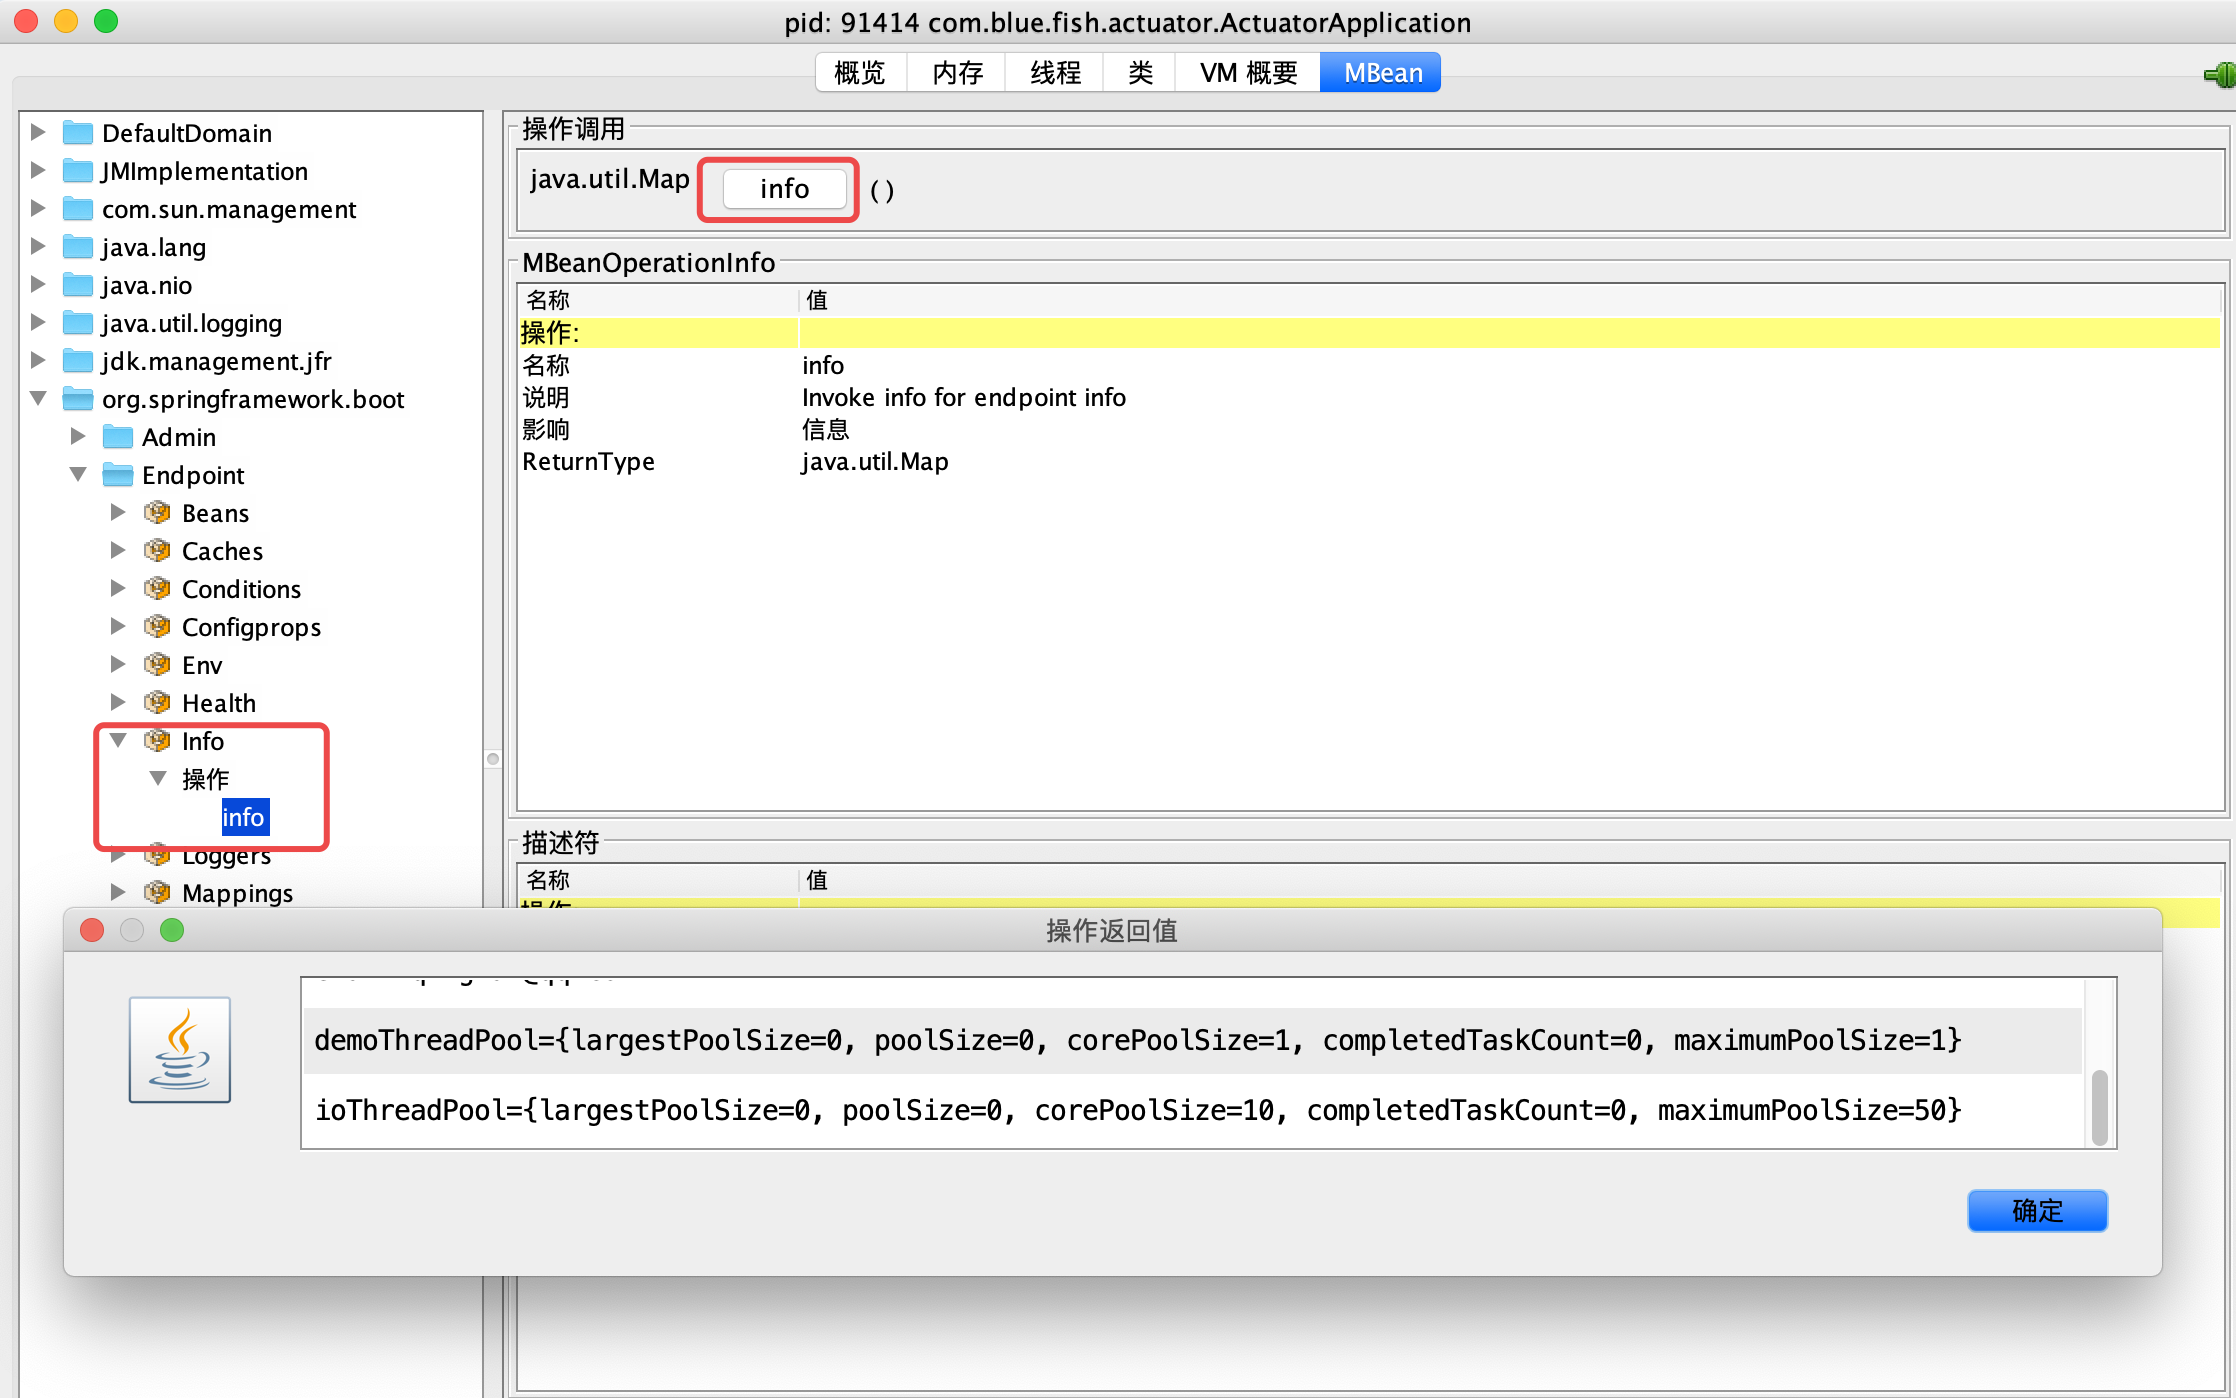 pid: 91414 com.blue.fish.actuator.ActuatorApplication
概览 内存 线程 类 VM 概要 MBean
DefaultDomain
JMImplementation
com.sun.management
java.lang
java.nio
java.util.logging
jdk.management.jfr
org.springframework.boot
Admin
Endpoint
Beans
Caches
Conditions
Configprops
Env
Health
Info
操作
info
Loggers
Mappings
操作调用
java.util.Map info ( )
MBeanOperationInfo
名称 值
操作:
名称 info
说明 Invoke info for endpoint info
影响 信息
ReturnType java.util.Map
描述符
名称 值
操作返回值
demoThreadPool={largestPoolSize=0, poolSize=0, corePoolSize=1, completedTaskCount=0, maximumPoolSize=1}
ioThreadPool={largestPoolSize=0, poolSize=0, corePoolSize=10, completedTaskCount=0, maximumPoolSize=50}
确定